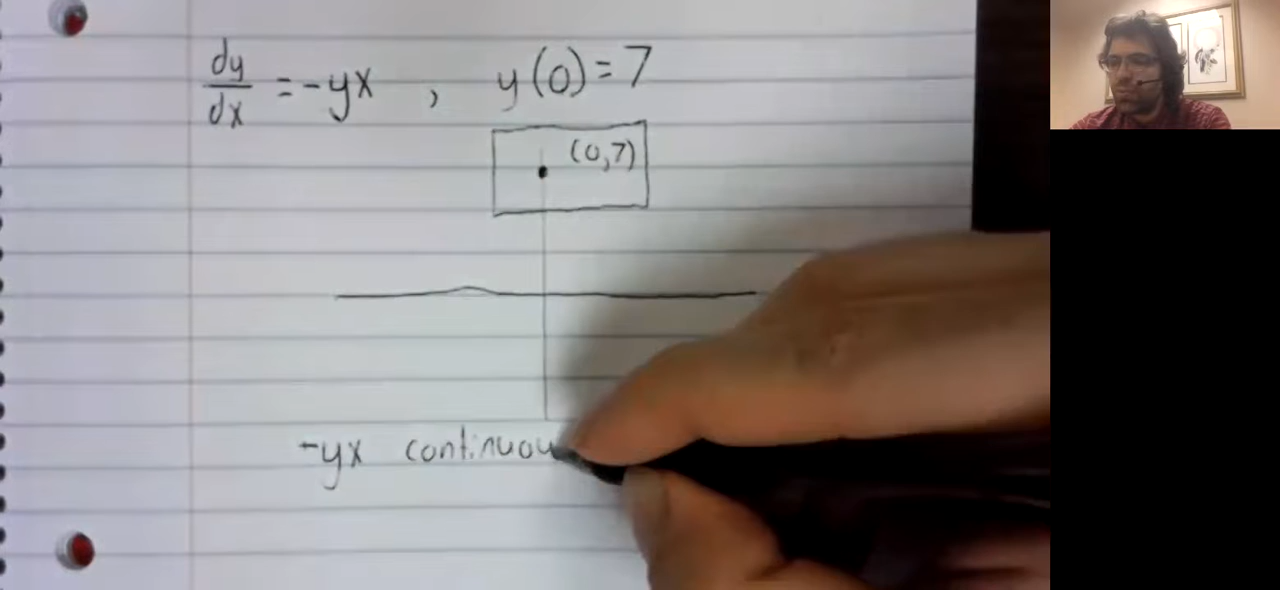 dy/dx = -yx , y(0)=7
(0,7)
-yx continuou